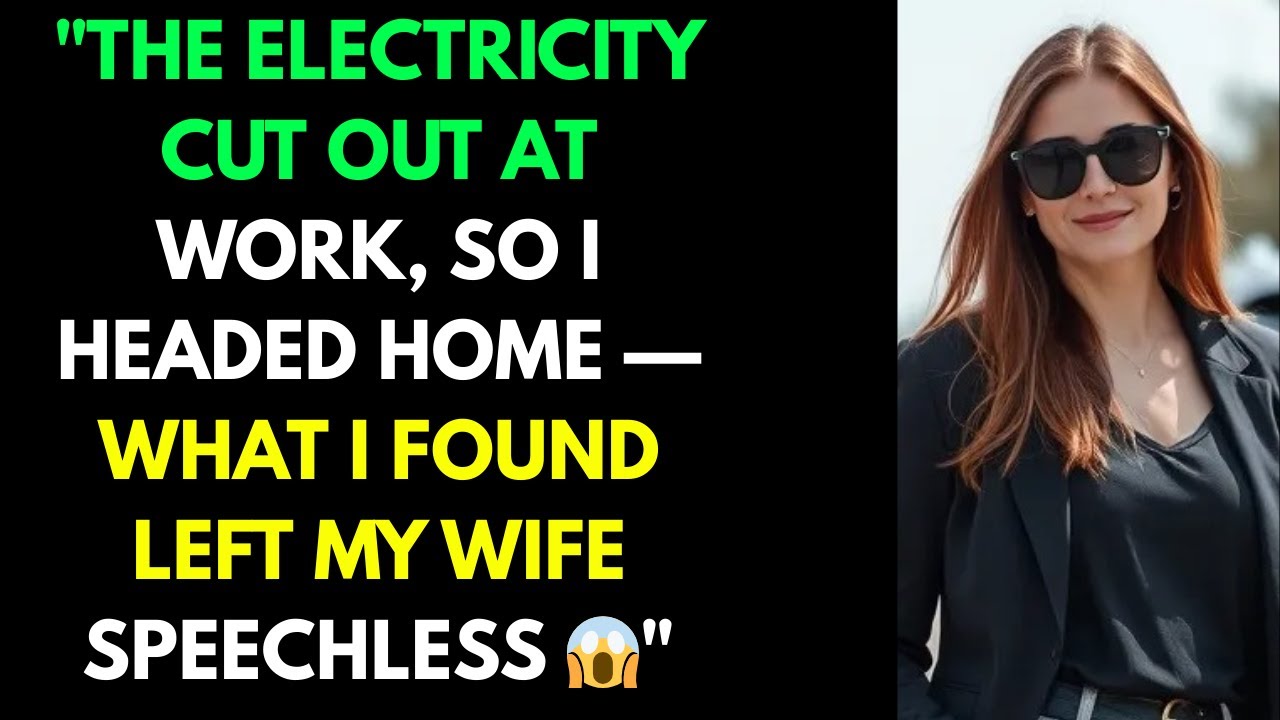 "THE ELECTRICITY
CUT OUT AT
WORK, SO I
HEADED HOME —
WHAT I FOUND
LEFT MY WIFE
SPEECHLESS 😱"